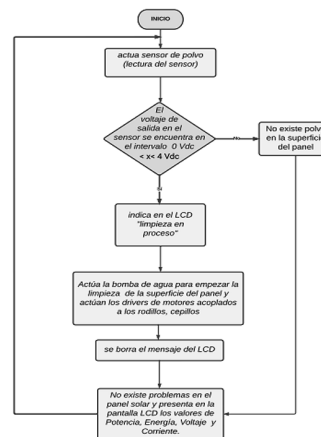 INICIO
actua sensor de polvo
(lectura del sensor)
El
voltaje de
salida en el
sensor se encuentra en
el intervalo 0 Vdc
< x< 4 Vdc
No existe polvo
en la superficie
del panel
indica en el LCD
"limpieza en
proceso"
Actúa la bomba de agua para empezar la
limpieza de la superficie del panel y
actúan los drivers de motores acoplados
a los rodillos, cepillos
se borra el mensaje del LCD
No existe problemas en el
panel solar y presenta en la
pantalla LCD los valores de
Potencia, Energía, Voltaje y
Corriente.